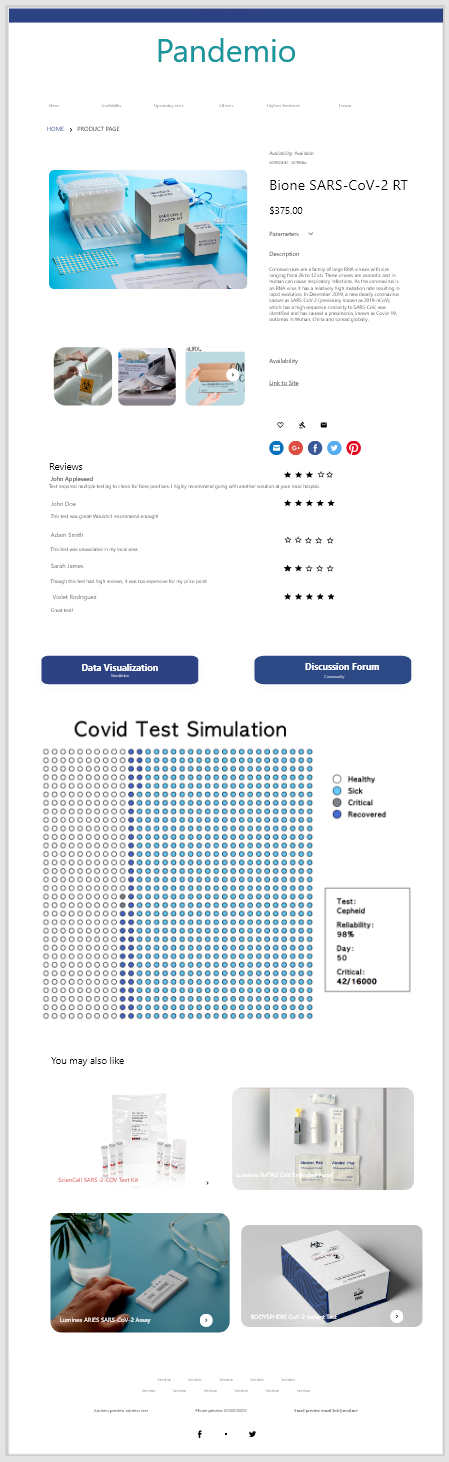 Pandemio
News Availability Upcoming tests All tests Highest Reviewed Forum
HOME > PRODUCT PAGE
Availability: Available
Bione SARS-CoV-2 RT
$375.00
Parameters
Description
Coronaviruses are a family of large RNA viruses with size
ranging from 26 to 32 kb. These viruses are zoonotic and in
human can cause respiratory infections. As the coronavirus is
an RNA virus it has a relatively high mutation rate resulting in
rapid evolution. In December 2019, a new deadly coronavirus
known as SARS-CoV-2 (previously known as 2019-nCoV),
which has a high sequence similarity to SARS-CoV, was
identified and has caused a pneumonia, known as Covid-19,
outbreak in Wuhan, China and spread globally.
Availability
Link to Site
Reviews
John Appleseed
Test required multiple testing to check for false positives. I highly recommend going with another solution at your local hospital.
John Doe
This test was great! Wouldn't recommend enough!
Adam Smith
This test was unavailable in my local area
Sarah James
Though this test had high reviews, it was too expensive for my price point
Violet Rodriguez
Great test!
Data Visualization
Simulation
Discussion Forum
Community
Covid Test Simulation
Healthy
Sick
Critical
Recovered
Test:
Cepheid
Reliability:
98%
Day:
50
Critical:
42/16000
You may also like
ScienCell SARS-2-COV Test Kit
Luminex NxTAG CoV Extended Panel
Alcohol Pad Alcohol Pad
Luminex ARIES SARS-CoV-2 Assay
BODYSPHERE CoV-2 Instant Test
Section Section Section Section Section
Section Section Section Section Section Section
Address preview address text Phone preview 0000000000 Email preview email link@mail.are